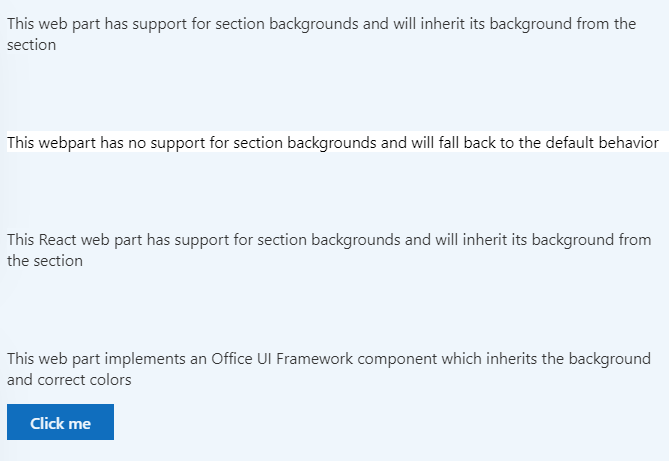 This web part has support for section backgrounds and will inherit its background from the
section
This webpart has no support for section backgrounds and will fall back to the default behavior
This React web part has support for section backgrounds and will inherit its background from
the section
This web part implements an Office UI Framework component which inherits the background
and correct colors
Click me